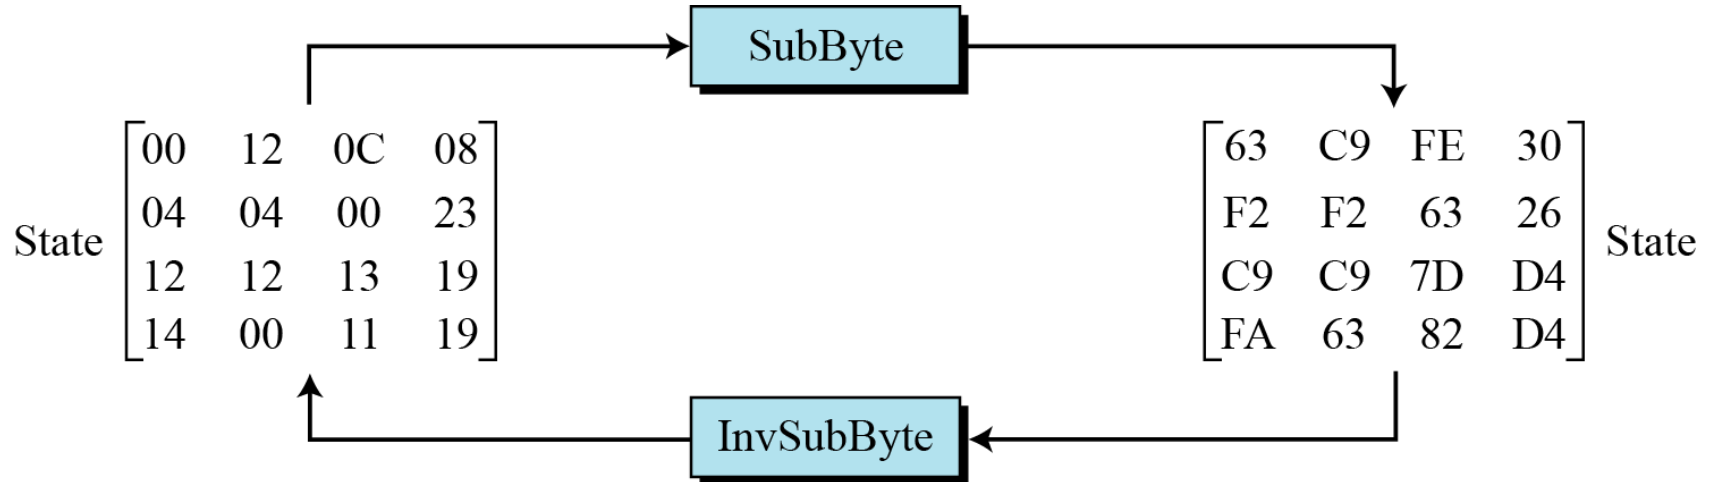 SubByte
00 12 0C 08
04 04 00 23
12 12 13 19
14 00 11 19
State
63 C9 FE 30
F2 F2 63 26
C9 C9 7D D4
FA 63 82 D4
State
InvSubByte